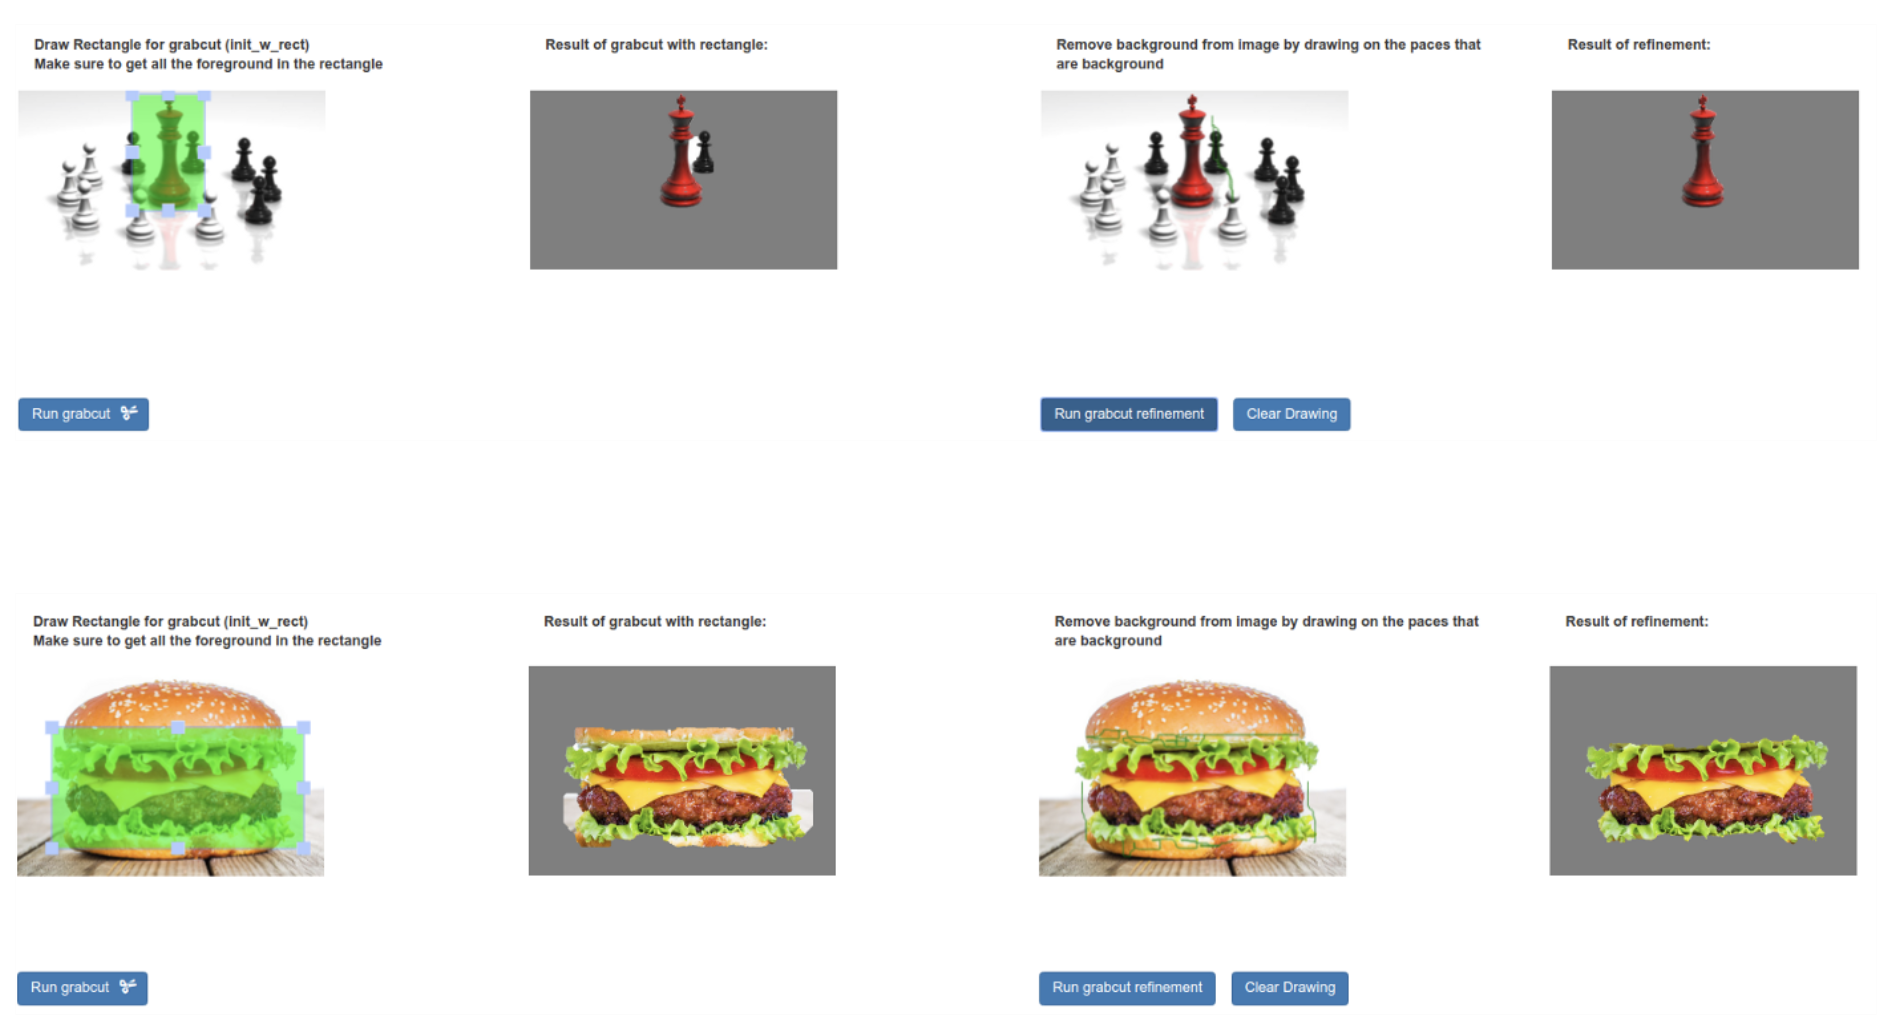 Draw Rectangle for grabcut (init_w_rect)
Make sure to get all the foreground in the rectangle
Result of grabcut with rectangle:
Remove background from image by drawing on the paces that
are background
Result of refinement:
Run grabcut
Run grabcut refinement
Clear Drawing
Draw Rectangle for grabcut (init_w_rect)
Make sure to get all the foreground in the rectangle
Result of grabcut with rectangle:
Remove background from image by drawing on the paces that
are background
Result of refinement:
Run grabcut
Run grabcut refinement
Clear Drawing